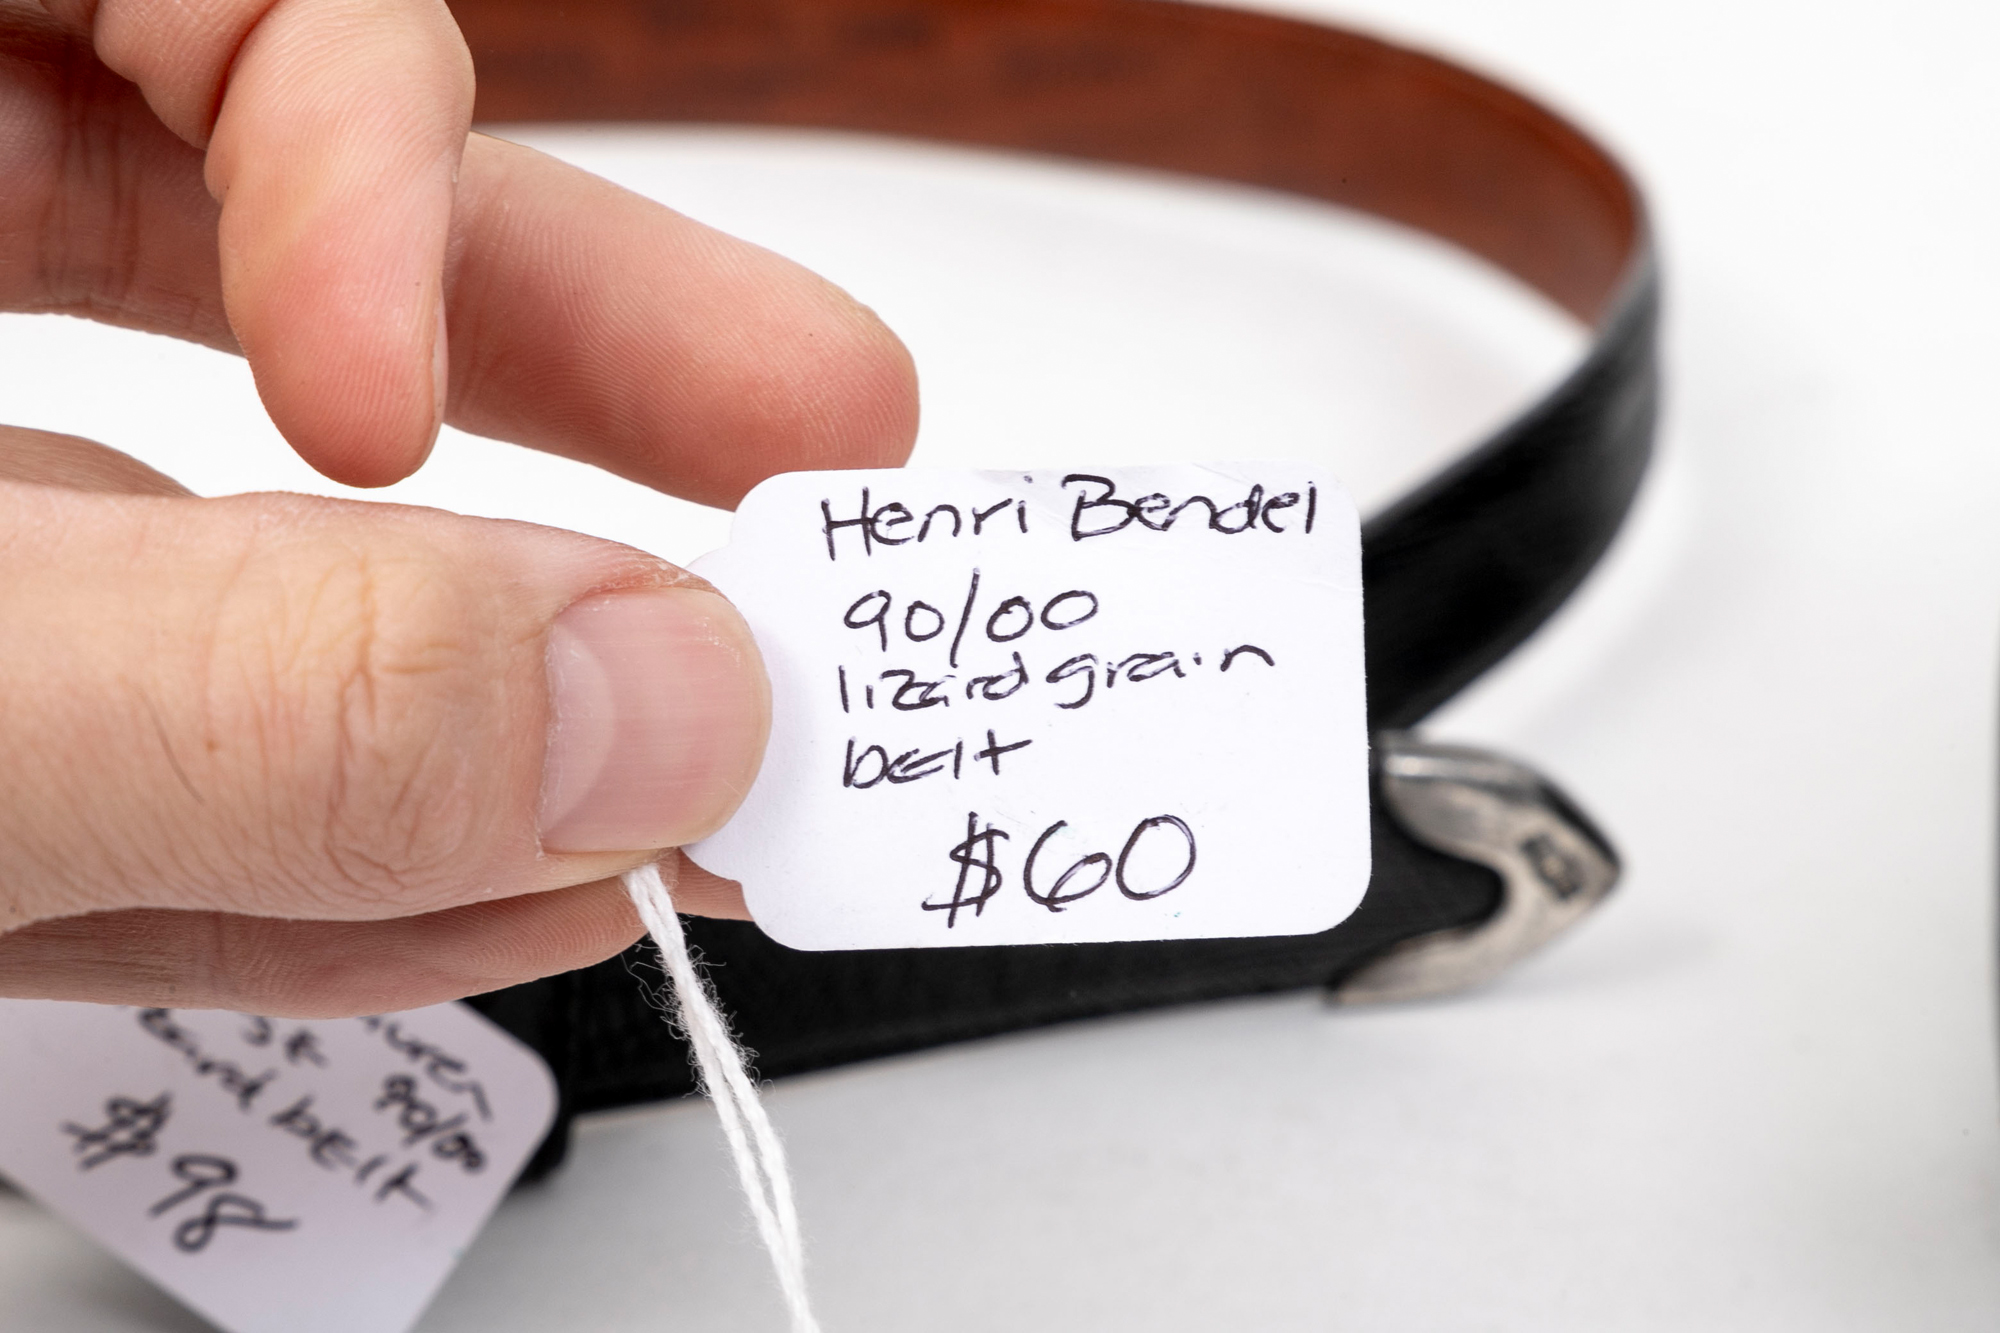 Henri Bendel
90/00
lizard grain
belt
$60
90/00
belt
$98